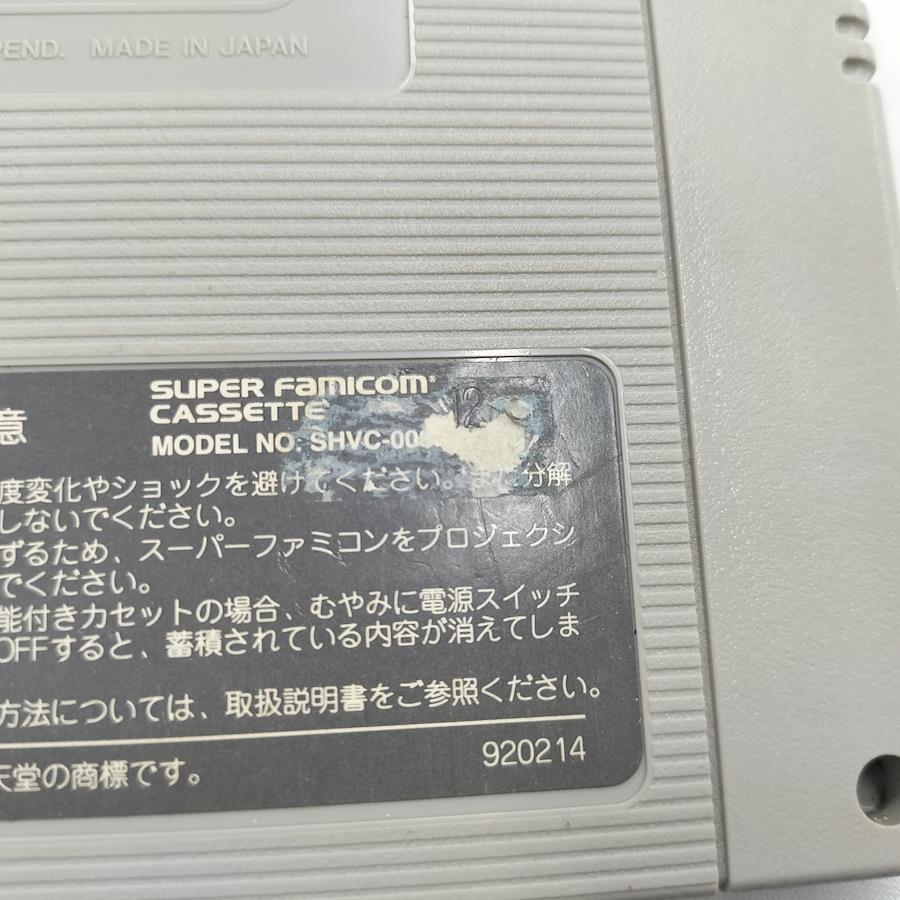 PEND. MADE IN JAPAN
意
SUPER FAMICOM
CASSETTE
12
MODEL NO. SHVC-00
度変化やショックを避けてください。また分解
しないでください。
ずるため、スーパーファミコンをプロジェクシ
でください。
能付きカセットの場合、むやみに電源スイッチ
OFFすると、蓄積されている内容が消えてしま
方法については、取扱説明書をご参照ください。
天堂の商標です。
920214